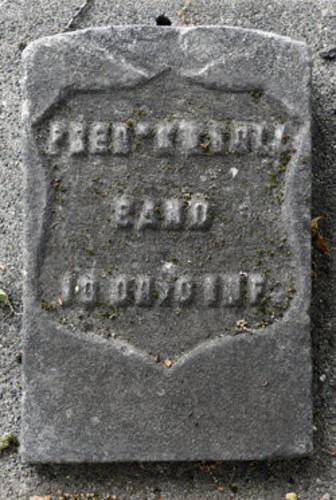 FRED^K
BAND
10 OHIO INF.